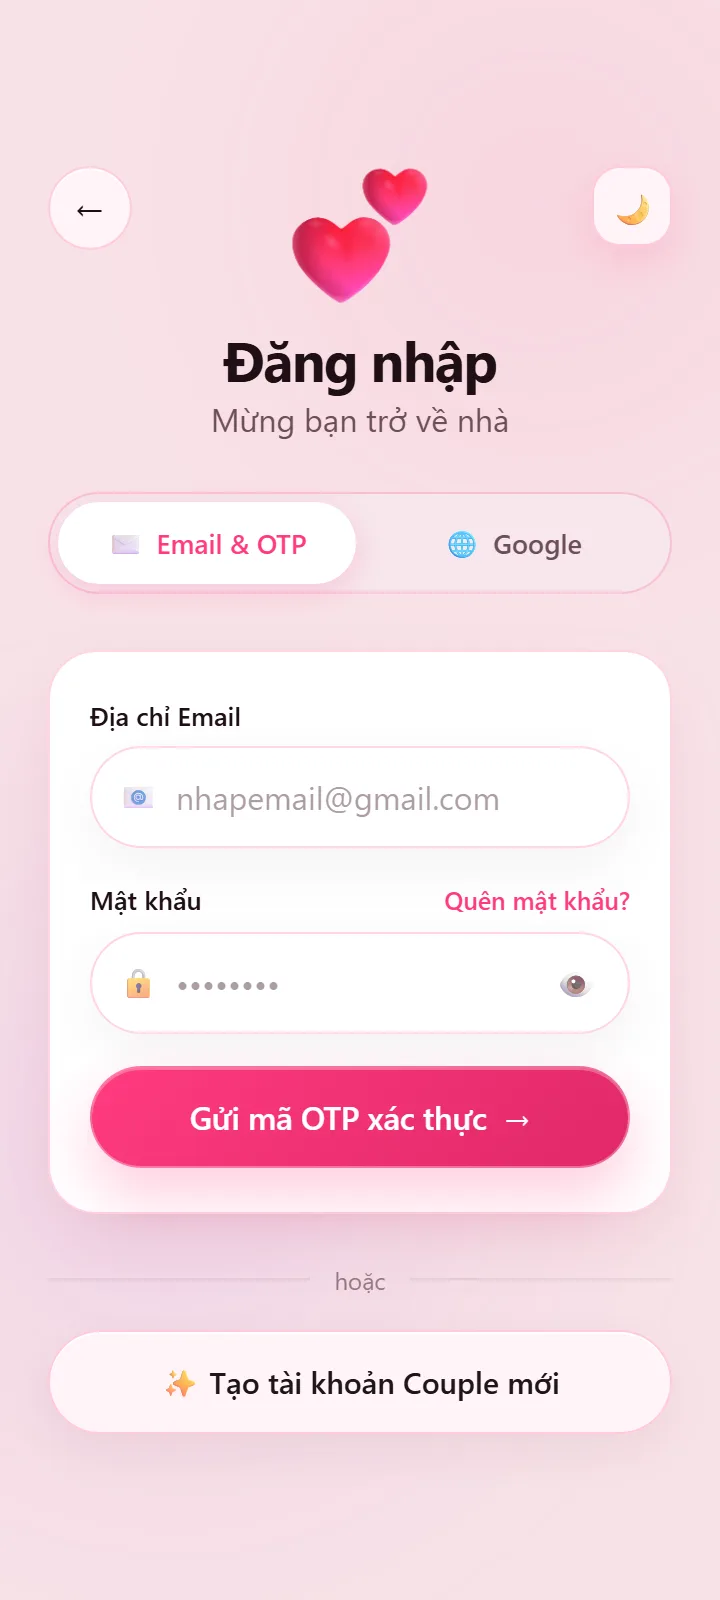 ←
Đăng nhập
Mừng bạn trở về nhà
Email & OTP
Google
Địa chỉ Email
nhapemail@gmail.com
Mật khẩu
Quên mật khẩu?
••••••••
Gửi mã OTP xác thực →
hoặc
Tạo tài khoản Couple mới